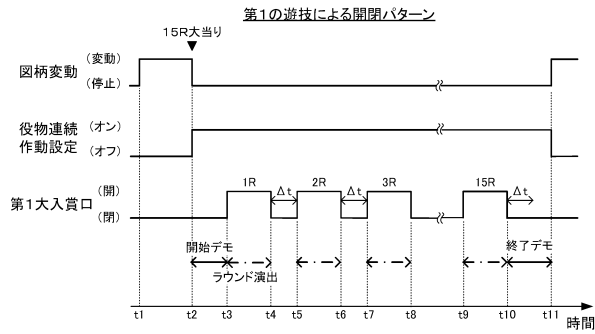 第1の遊技による開閉パターン
15R大当り
図柄変動
(変動)
(停止)
役物連続
作動設定
(オン)
(オフ)
第1大入賞口
(開)
(閉)
1R
Δt
2R
Δt
3R
15R
Δt
開始デモ
ラウンド演出
終了デモ
t1 t2 t3 t4 t5 t6 t7 t8 t9 t10 t11
時間